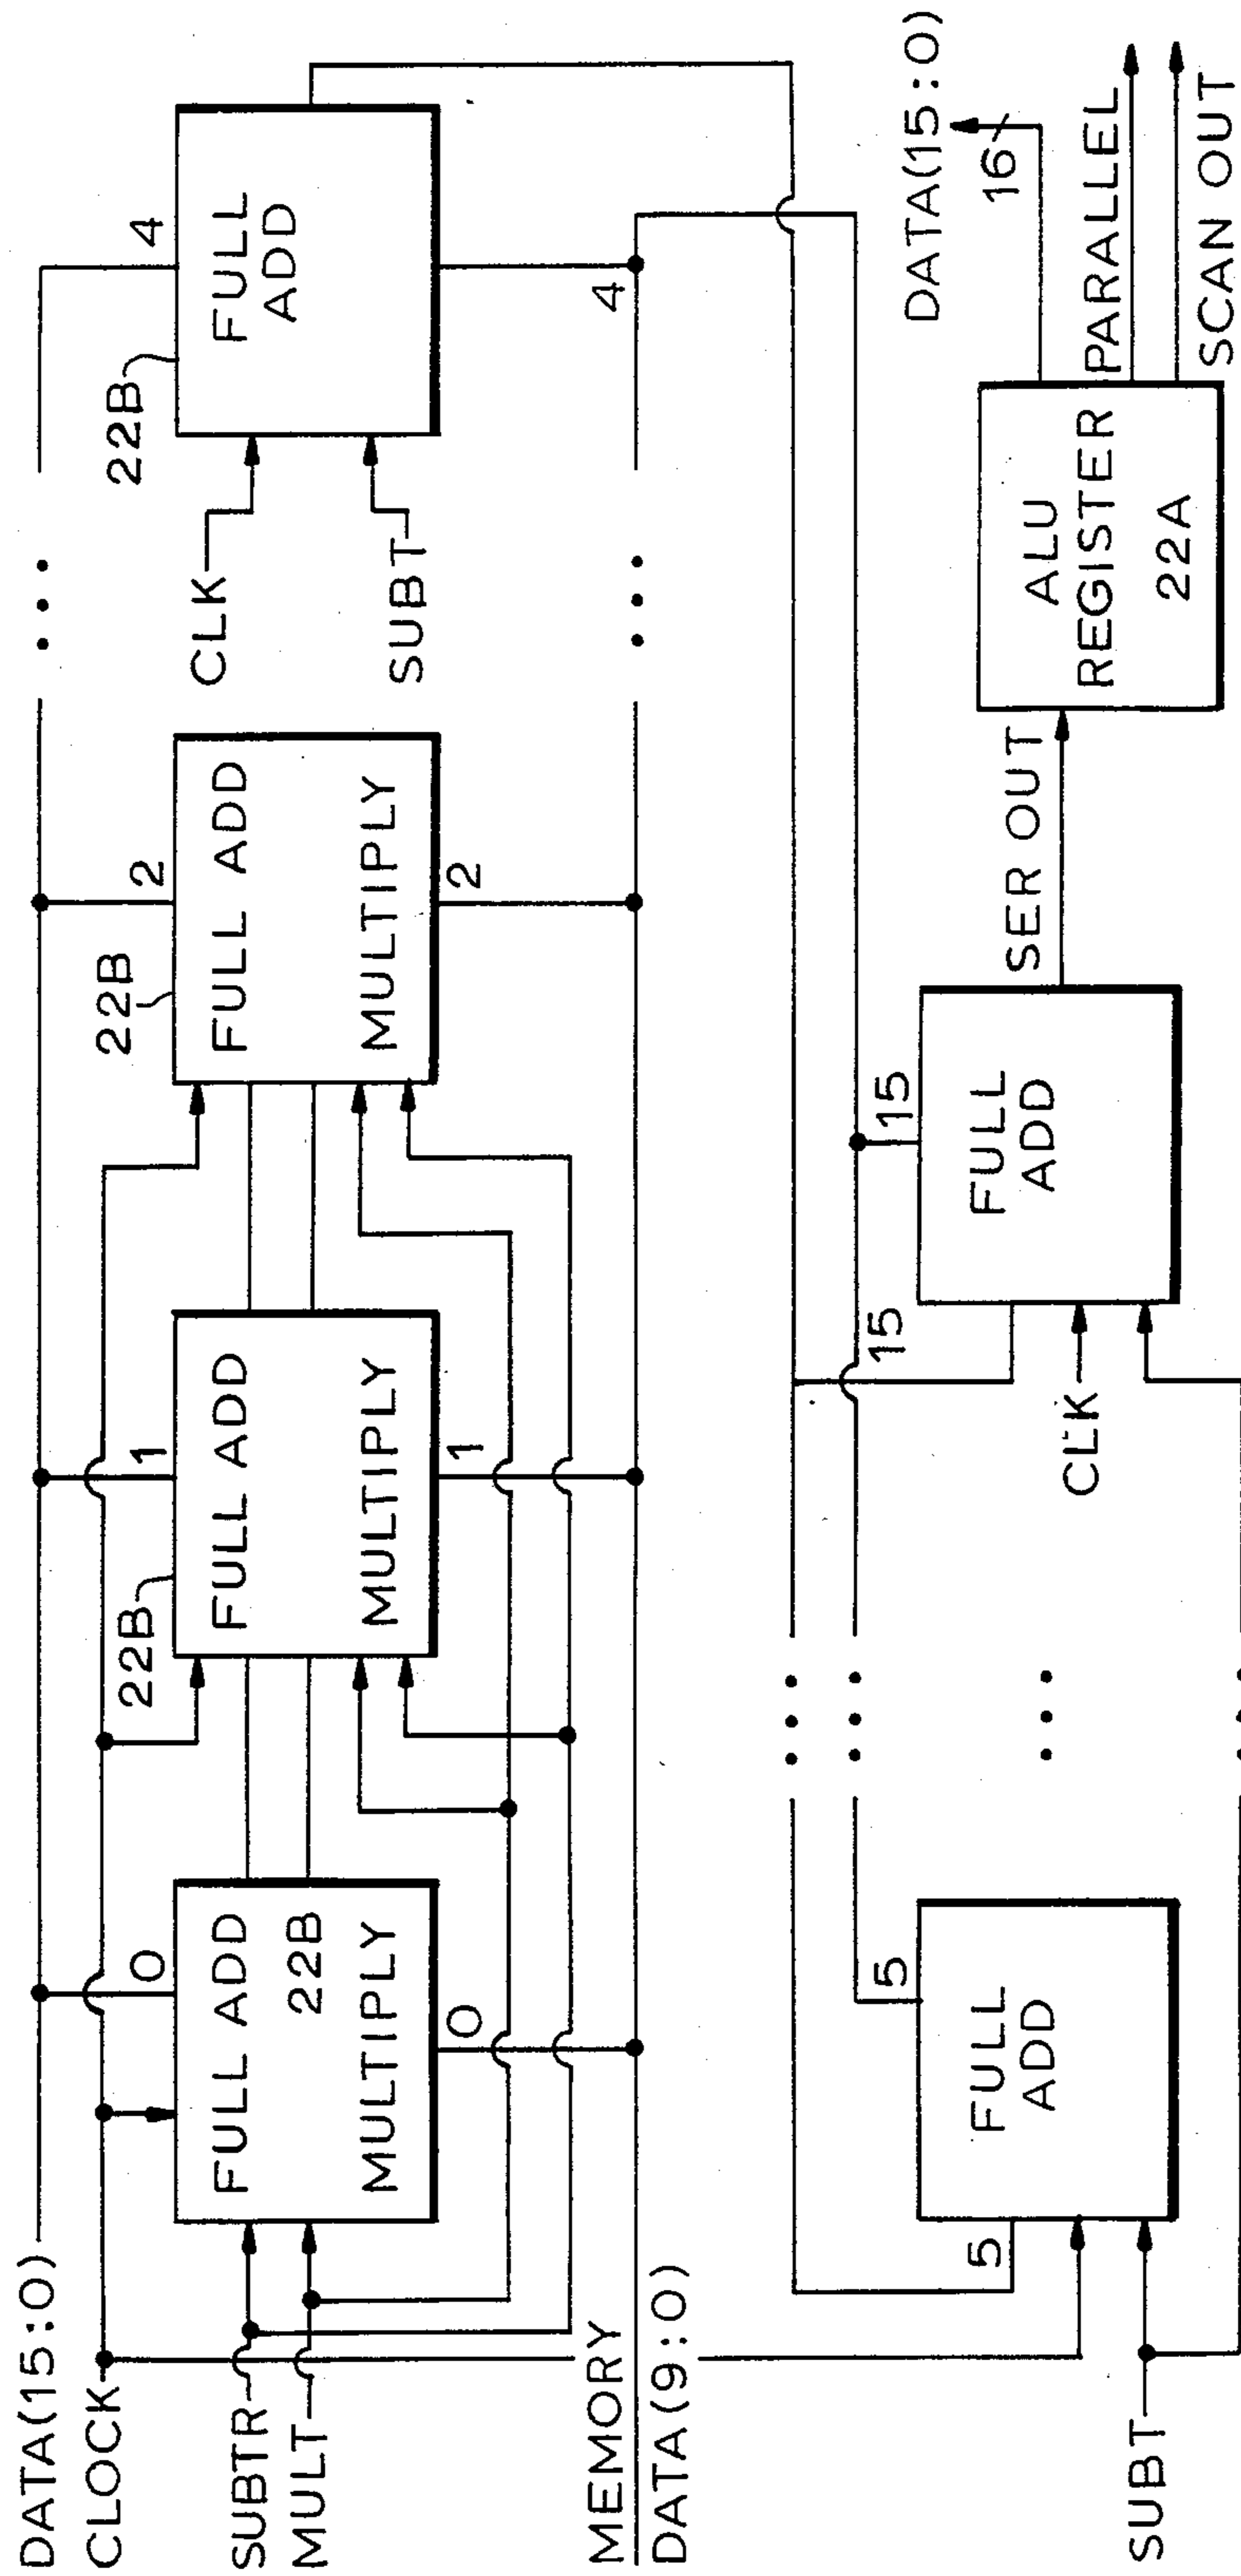 DATA(15:0)
CLOCK
SUBTR
MULT
MEMORY
DATA(9:0)
0
FULL ADD
22B
MULTIPLY
0
22B
1
FULL ADD
MULTIPLY
1
22B
2
FULL ADD
MULTIPLY
2
CLK
SUBT
22B
4
FULL
ADD
4
SUBT
5
5
FULL
ADD
15
15
CLK
FULL
ADD
SER OUT
ALU
REGISTER
22A
16
DATA(15:0)
PARALLEL
SCAN OUT